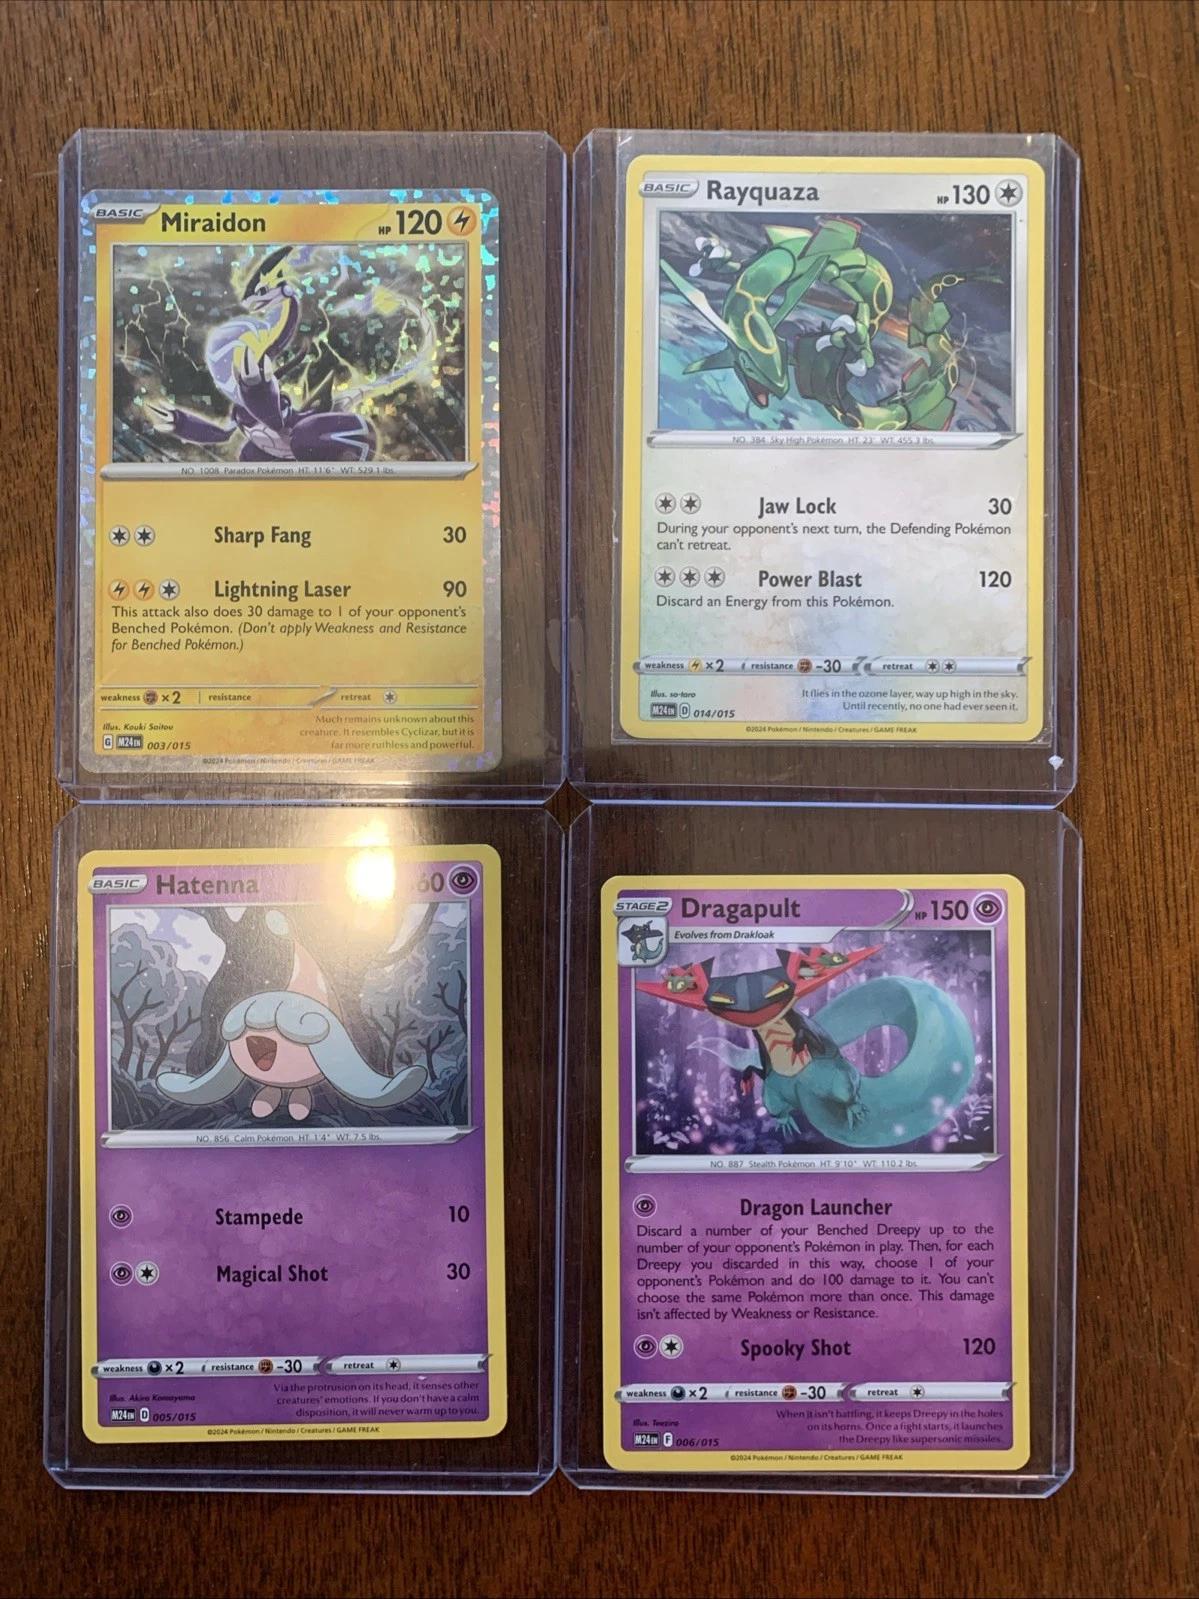 BASIC Miraidon HP 120
NO. 1008 Paradox Pokémon HT: 11'6" WT: 529.1 lbs.
Sharp Fang 30
Lightning Laser 90
This attack also does 30 damage to 1 of your opponent's
Benched Pokémon. (Don't apply Weakness and Resistance
for Benched Pokémon.)
weakness ×2 resistance retreat
Illus. Kouki Saitou
Much remains unknown about this
creature. It resembles Cyclizar, but it is
far more ruthless and powerful.
G M24 EN 003/015
©2024 Pokémon / Nintendo / Creatures / GAME FREAK
BASIC Rayquaza HP 130
NO. 384 Sky High Pokémon HT: 23' WT: 455.3 lbs.
Jaw Lock 30
During your opponent's next turn, the Defending Pokémon
can't retreat.
Power Blast 120
Discard an Energy from this Pokémon.
weakness ×2 resistance -30 retreat
Illus. so-taro
It flies in the ozone layer, way up high in the sky.
Until recently, no one had ever seen it.
M24 EN D 014/015
©2024 Pokémon / Nintendo / Creatures / GAME FREAK
BASIC Hatenna 60
NO. 856 Calm Pokémon HT: 1'4" WT: 7.5 lbs.
Stampede 10
Magical Shot 30
weakness ×2 resistance -30 retreat
Illus. Akira Komayama
Via the protrusion on its head, it senses other
creatures' emotions. If you don't have a calm
disposition, it will never warm up to you.
M24 EN D 005/015
©2024 Pokémon / Nintendo / Creatures / GAME FREAK
STAGE 2 Dragapult HP 150
Evolves from Drakloak
NO. 887 Stealth Pokémon HT: 9'10" WT: 110.2 lbs.
Dragon Launcher
Discard a number of your Benched Dreepy up to the
number of your opponent's Pokémon in play. Then, for each
Dreepy you discarded in this way, choose 1 of your
opponent's Pokémon and do 100 damage to it. You can't
choose the same Pokémon more than once. This damage
isn't affected by Weakness or Resistance.
Spooky Shot 120
weakness ×2 resistance -30 retreat
Illus. Teeziro
When it isn't battling, it keeps Dreepy in the holes
on its horns. Once a fight starts, it launches
the Dreepy like supersonic missiles.
M24 EN F 006/015
©2024 Pokémon / Nintendo / Creatures / GAME FREAK